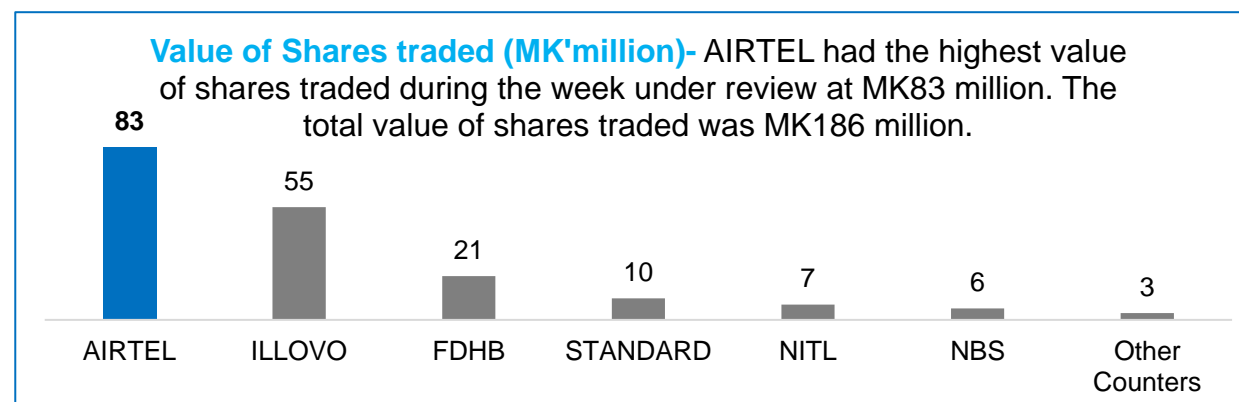 Value of Shares traded (MK'million)- AIRTEL had the highest value
of shares traded during the week under review at MK83 million. The
total value of shares traded was MK186 million.
83
55
21
10
7
6
3
AIRTEL
ILLOVO
FDHB
STANDARD
NITL
NBS
Other
Counters